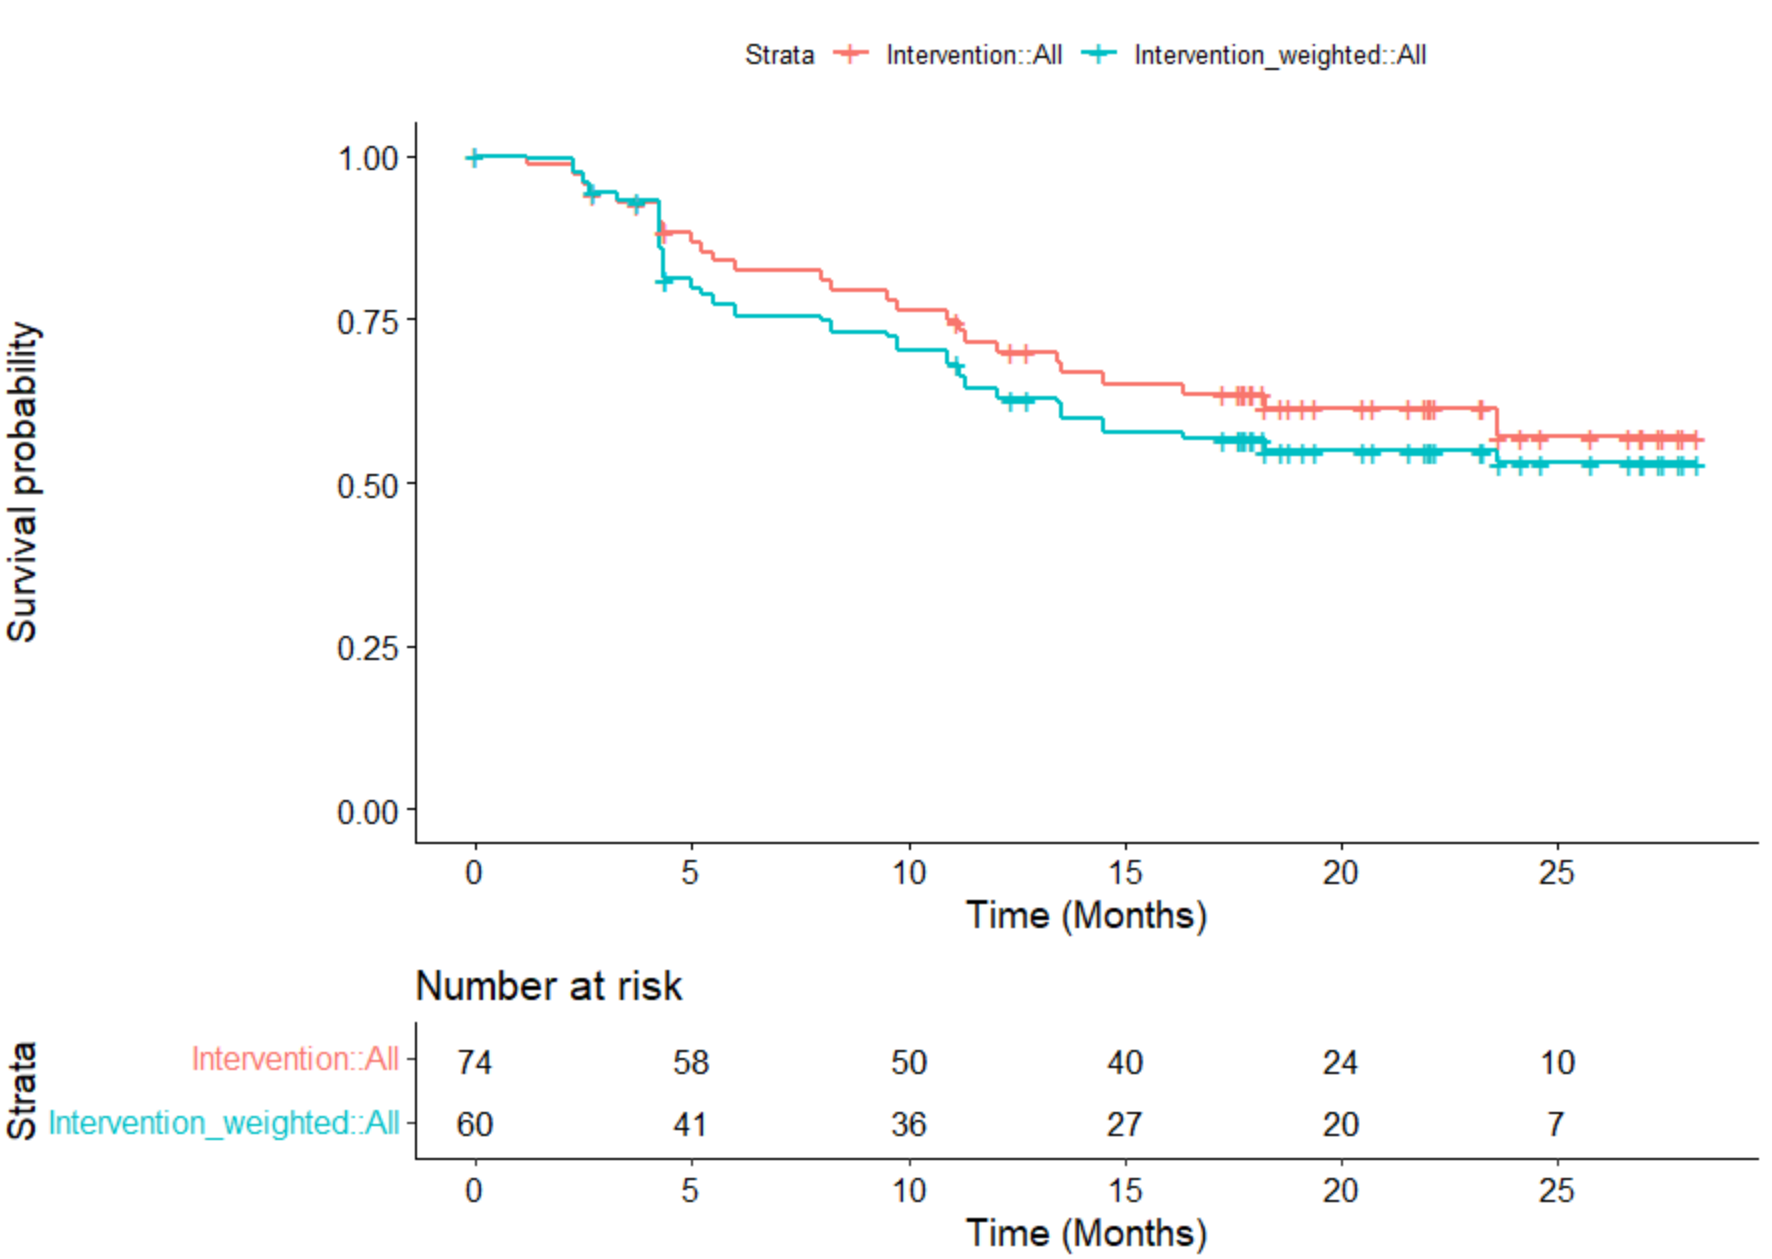 Strata Intervention::All Intervention_weighted::All
Survival probability
1.00
0.75
0.50
0.25
0.00
0 5 10 15 20 25
Time (Months)
Number at risk
Strata
Intervention::All 74 58 50 40 24 10
Intervention_weighted::All 60 41 36 27 20 7
0 5 10 15 20 25
Time (Months)